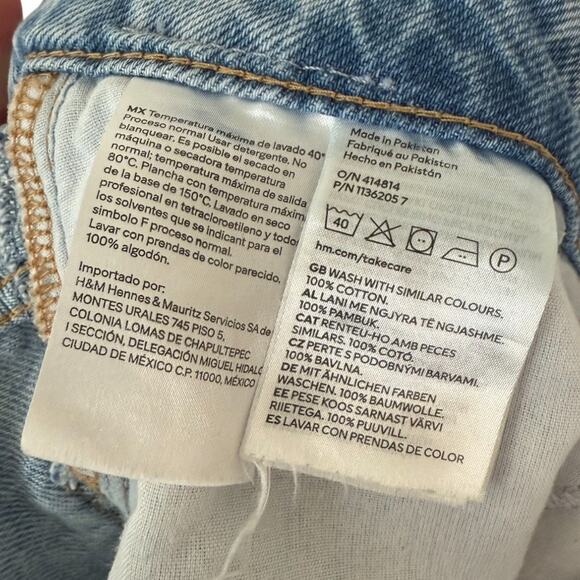 MX Temperatura máxima de lavado 40°
Proceso normal Usar detergente. No
blanquear. Es posible el secado en
máquina o secadora temperatura
normal; temperatura máxima de salida
80°C. Plancha con temperatura máxim
de la base de 150°C. Lavado en seco
profesional en tetracloroetileno y todo
los solventes que se indican para el
símbolo F proceso normal.
Lavar con prendas de color parecido.
100% algodón.
Importado por:
H&M Hennes & Mauritz Servicios SA de
MONTES URALES 745 PISO 5,
COLONIA LOMAS DE CHAPULTEPEC
I SECCIÓN, DELEGACIÓN MIGUEL HIDALG
CIUDAD DE MÉXICO C.P. 11000, MÉXICO
Made in Pakistan
Fabriqué au Pakistan
Hecho en Pakistán
O/N 414814
P/N 1136205 7
40 P
hm.com/takecare
GB WASH WITH SIMILAR COLOURS.
100% COTTON.
AL LANI ME NGJYRA TË NGJASHME.
100% PAMBUK.
CAT RENTEU-HO AMB PECES
SIMILARS. 100% COTÓ.
CZ PERTE S PODOBNÝMI BARVAMI.
100% BAVLNA.
DE MIT ÄHNLICHEN FARBEN
WASCHEN. 100% BAUMWOLLE.
EE PESE KOOS SARNAST VÄRVI
RIIETEGA. 100% PUUVILL.
ES LAVAR CON PRENDAS DE COLOR